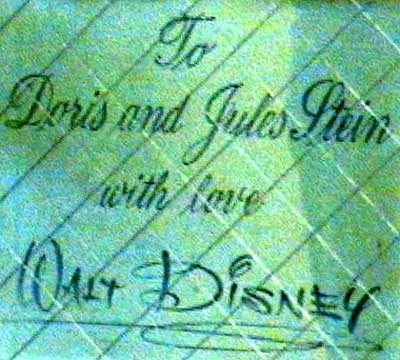 To
Doris and Jules Stein
with love
Walt Disney